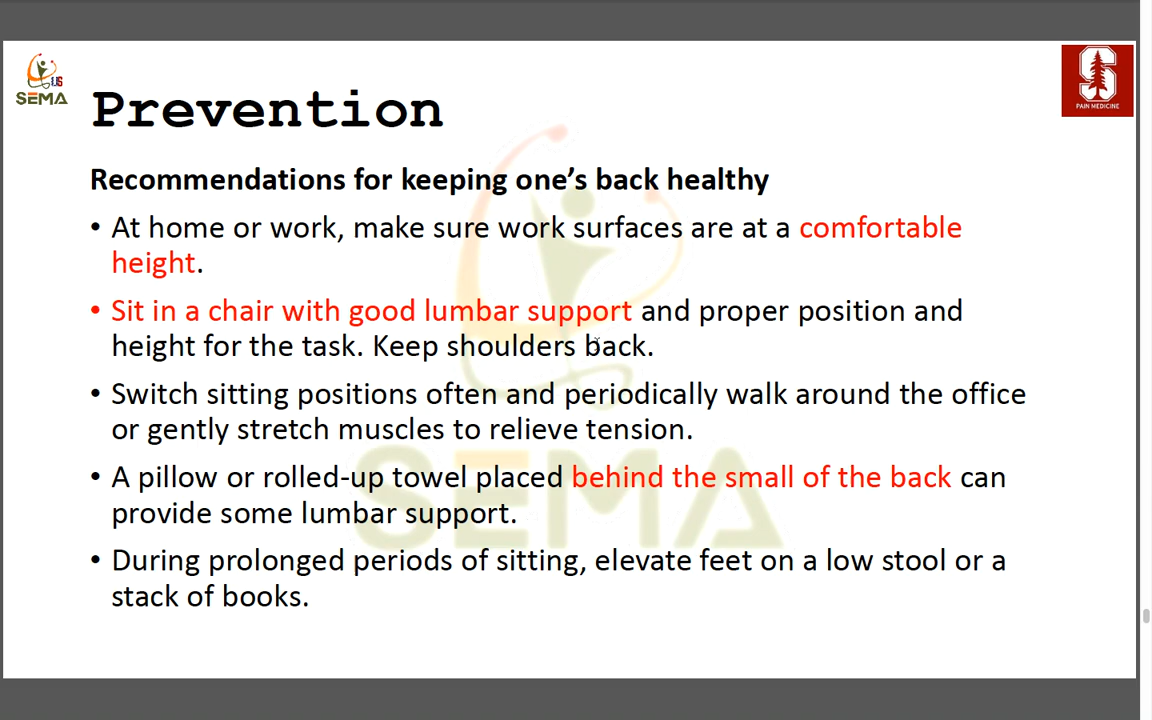 US
SEMA
S
PAIN MEDICINE
Prevention
Recommendations for keeping one's back healthy
• At home or work, make sure work surfaces are at a comfortable
height.
• Sit in a chair with good lumbar support and proper position and
height for the task. Keep shoulders back.
• Switch sitting positions often and periodically walk around the office
or gently stretch muscles to relieve tension.
• A pillow or rolled-up towel placed behind the small of the back can
provide some lumbar support.
• During prolonged periods of sitting, elevate feet on a low stool or a
stack of books.
SEMA